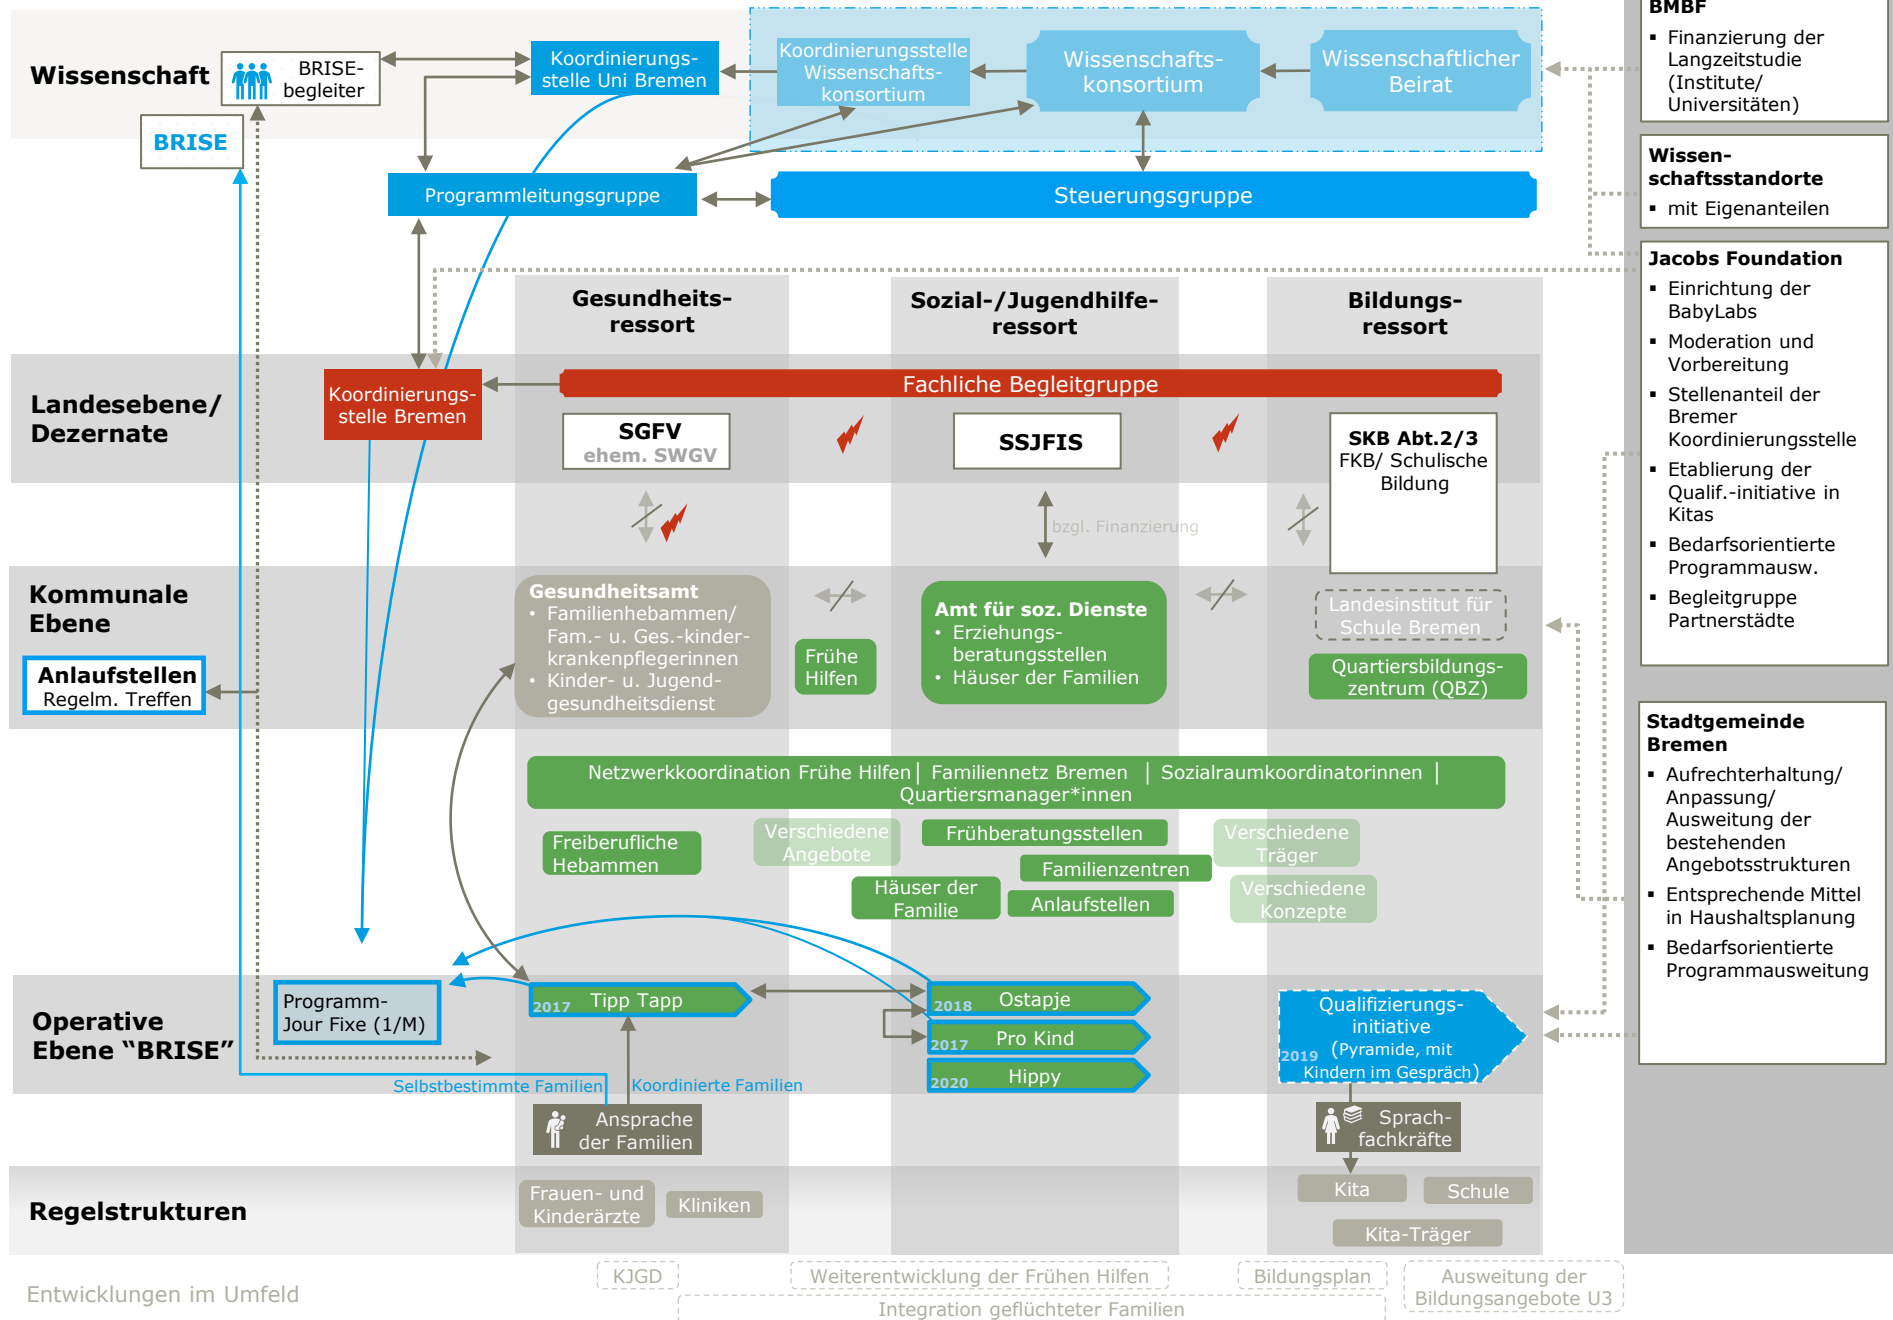 Wissenschaft
BRISE-
begleiter
BRISE
Koordinierungs-
stelle Uni Bremen
Koordinierungsstelle
Wissenschafts-
konsortium
Wissenschafts-
konsortium
Wissenschaftlicher
Beirat
Programmleitungsgruppe
Steuerungsgruppe
Gesundheits-
ressort
Sozial-/Jugendhilfe-
ressort
Bildungs-
ressort
Landesebene/
Dezernate
Koordinierungs-
stelle Bremen
Fachliche Begleitgruppe
SGFV
ehem. SWGV
SSJFIS
SKB Abt.2/3
FKB/ Schulische
Bildung
bzgl. Finanzierung
Kommunale
Ebene
Anlaufstellen
Regelm. Treffen
Gesundheitsamt
• Familienhebammen/
Fam.- u. Ges.-kinder-
krankenpflegerinnen
• Kinder- u. Jugend-
gesundheitsdienst
Frühe
Hilfen
Amt für soz. Dienste
• Erziehungs-
beratungsstellen
• Häuser der Familien
Landesinstitut für
Schule Bremen
Quartiersbildungs-
zentrum (QBZ)
Netzwerkkoordination Frühe Hilfen│ Familiennetz Bremen │ Sozialraumkoordinatorinnen │
Quartiersmanager*innen
Freiberufliche
Hebammen
Verschiedene
Angebote
Frühberatungsstellen
Familienzentren
Häuser der
Familie
Anlaufstellen
Verschiedene
Träger
Verschiedene
Konzepte
Operative
Ebene “BRISE”
Programm-
Jour Fixe (1/M)
2017 Tipp Tapp
2018 Ostapje
2017 Pro Kind
2020 Hippy
Qualifizierungs-
initiative
2019 (Pyramide, mit
Kindern im Gespräch)
Selbstbestimmte Familien
Koordinierte Familien
Ansprache
der Familien
Sprach-
fachkräfte
Regelstrukturen
Frauen- und
Kinderärzte
Kliniken
Kita
Schule
Kita-Träger
Entwicklungen im Umfeld
KJGD
Weiterentwicklung der Frühen Hilfen
Bildungsplan
Ausweitung der
Bildungsangebote U3
Integration geflüchteter Familien
BMBF
▪ Finanzierung der
Langzeitstudie
(Institute/
Universitäten)
Wissen-
schaftsstandorte
▪ mit Eigenanteilen
Jacobs Foundation
▪ Einrichtung der
BabyLabs
▪ Moderation und
Vorbereitung
▪ Stellenanteil der
Bremer
Koordinierungsstelle
▪ Etablierung der
Qualif.-initiative in
Kitas
▪ Bedarfsorientierte
Programmausw.
▪ Begleitgruppe
Partnerstädte
Stadtgemeinde
Bremen
▪ Aufrechterhaltung/
Anpassung/
Ausweitung der
bestehenden
Angebotsstrukturen
▪ Entsprechende Mittel
in Haushaltsplanung
▪ Bedarfsorientierte
Programmausweitung